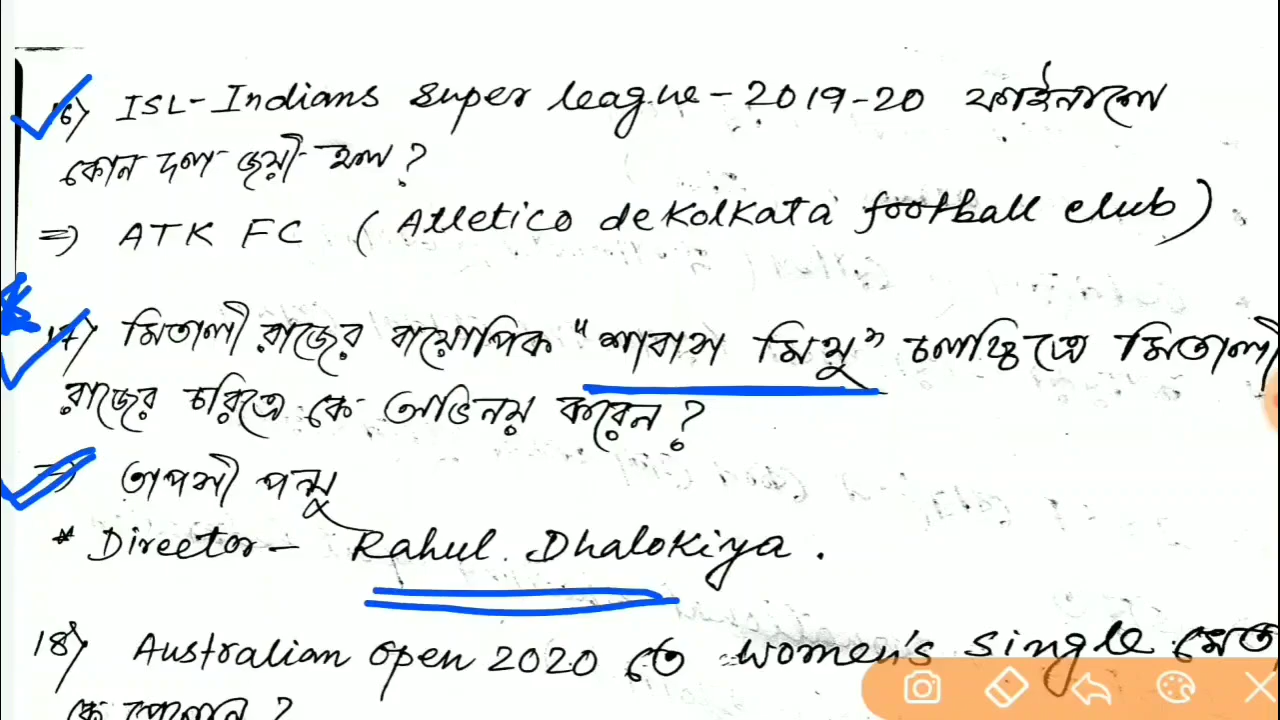 16) ISL-Indians super league - 2019-20 ফাইনালে
কোন দল জয়ী হল ?
⇒ ATK FC ( Atletico de Kolkata football club )
17) মিতালী রাজের বায়োপিক "শাবাস মিথু" চলচ্চিত্রে মিতালী
রাজের চরিত্রে কে অভিনয় করেন ?
⇒ তাপসী পন্নু
* Director - Rahul Dhalokiya .
18) Australian open 2020 তে women's single
কে পেলেন ?